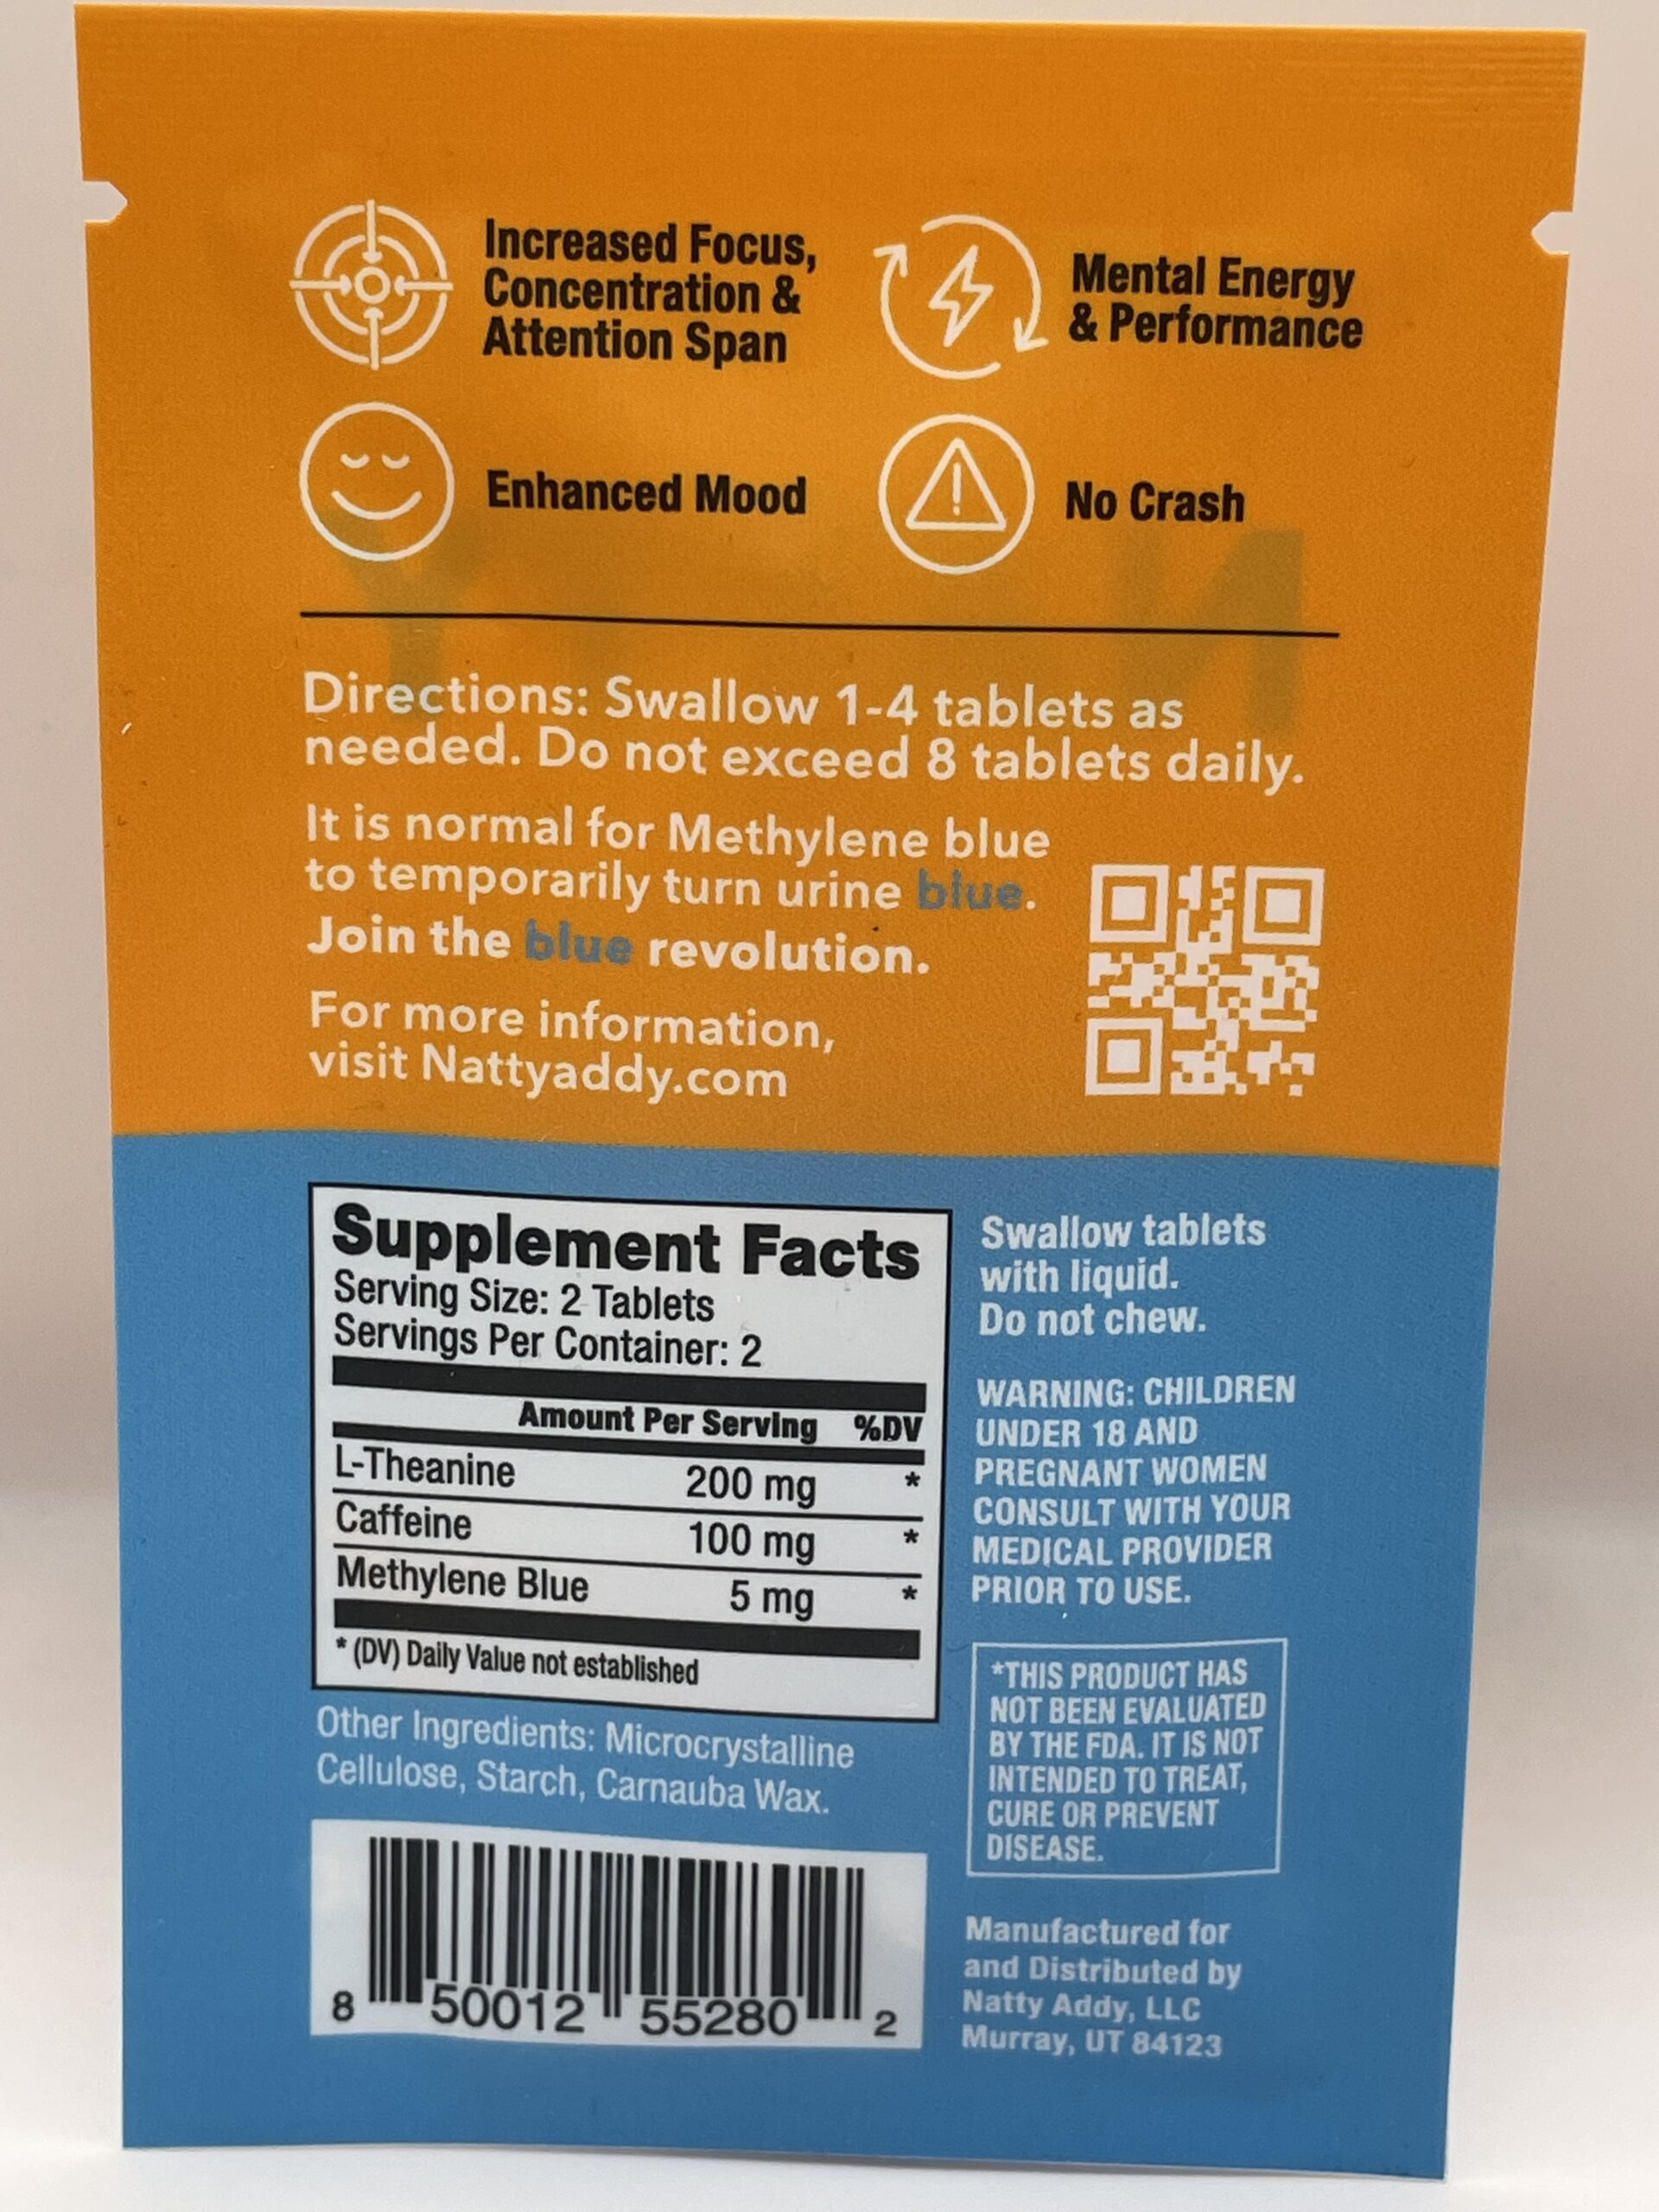 Increased Focus,
Concentration &
Attention Span
Mental Energy
& Performance
Enhanced Mood
No Crash
Directions: Swallow 1-4 tablets as
needed. Do not exceed 8 tablets daily.
It is normal for Methylene blue
to temporarily turn urine blue.
Join the blue revolution.
For more information,
visit Nattyaddy.com
Supplement Facts
Serving Size: 2 Tablets
Servings Per Container: 2
Amount Per Serving %DV
L-Theanine 200 mg *
Caffeine 100 mg *
Methylene Blue 5 mg *
* (DV) Daily Value not established
Other Ingredients: Microcrystalline
Cellulose, Starch, Carnauba Wax.
8 50012 55280 2
Swallow tablets
with liquid.
Do not chew.
WARNING: CHILDREN
UNDER 18 AND
PREGNANT WOMEN
CONSULT WITH YOUR
MEDICAL PROVIDER
PRIOR TO USE.
*THIS PRODUCT HAS
NOT BEEN EVALUATED
BY THE FDA. IT IS NOT
INTENDED TO TREAT,
CURE OR PREVENT
DISEASE.
Manufactured for
and Distributed by
Natty Addy, LLC
Murray, UT 84123